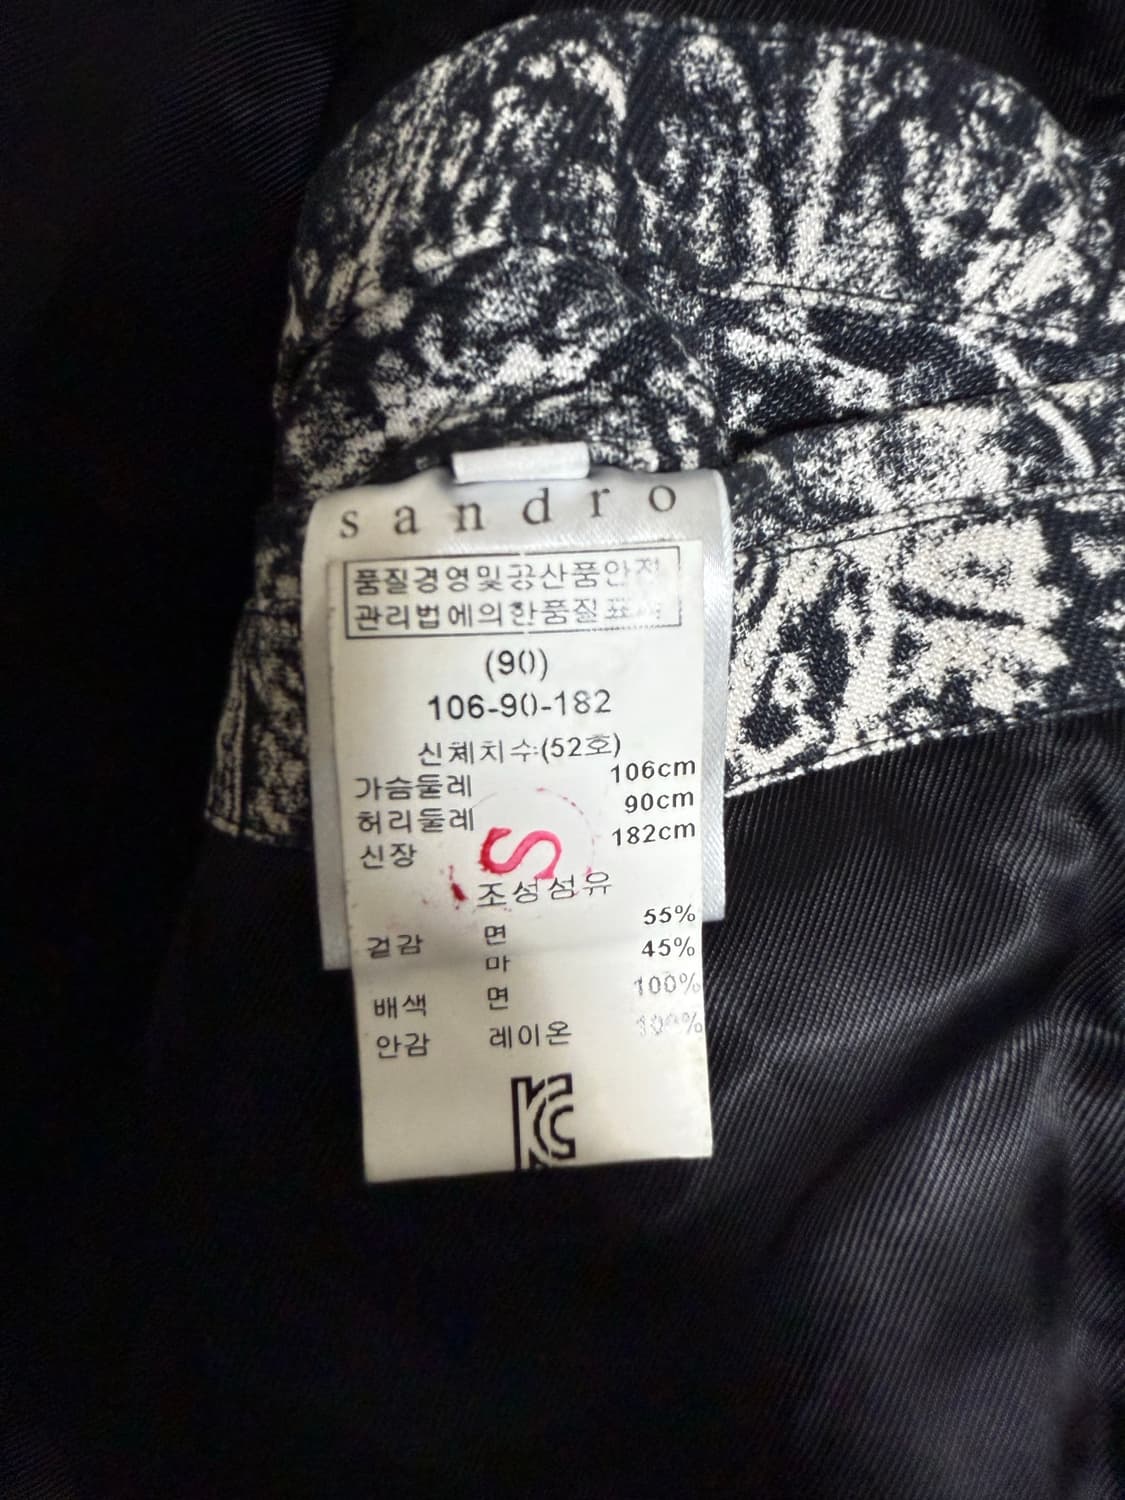 sandro
품질경영및공산품안전
관리법에의한품질표시
(90)
106-90-182
신체치수:(52호)
가슴둘레 106cm
허리둘레 90cm
신장 182cm
S
조성섬유
겉감 면 55%
마 45%
배색 면 100%
안감 레이온 100%
KC